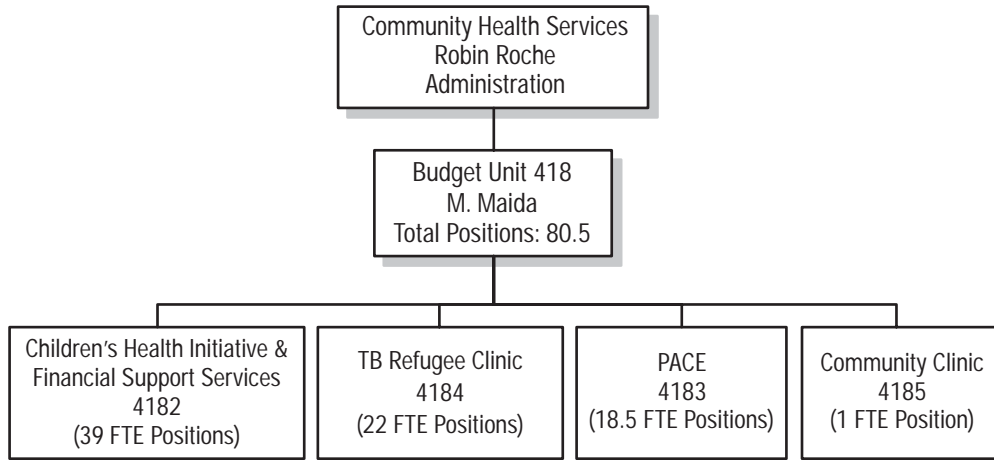 Community Health Services
Robin Roche
Administration
Budget Unit 418
M. Maida
Total Positions: 80.5
Children's Health Initiative &
Financial Support Services
4182
(39 FTE Positions)
TB Refugee Clinic
4184
(22 FTE Positions)
PACE
4183
(18.5 FTE Positions)
Community Clinic
4185
(1 FTE Position)